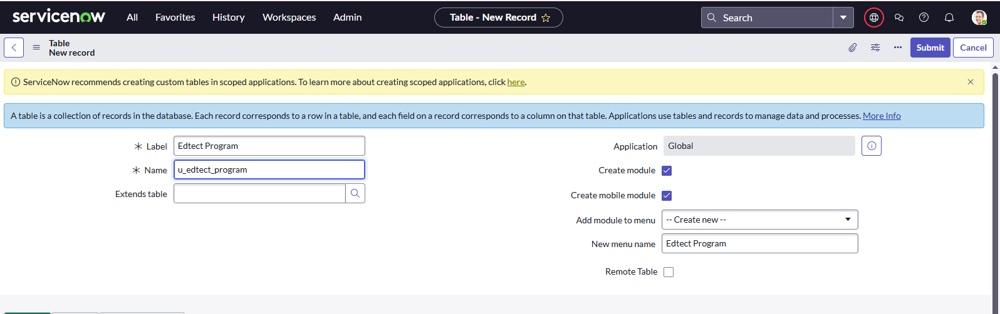 servicenow All Favorites History Workspaces Admin Table - New Record Search
Table
New record
Submit Cancel
ServiceNow recommends creating custom tables in scoped applications. To learn more about creating scoped applications, click here.
A table is a collection of records in the database. Each record corresponds to a row in a table, and each field on a record corresponds to a column on that table. Applications use tables and records to manage data and processes. More Info
Label Edtect Program
Name u_edtect_program
Extends table
Application Global
Create module
Create mobile module
Add module to menu -- Create new --
New menu name Edtect Program
Remote Table